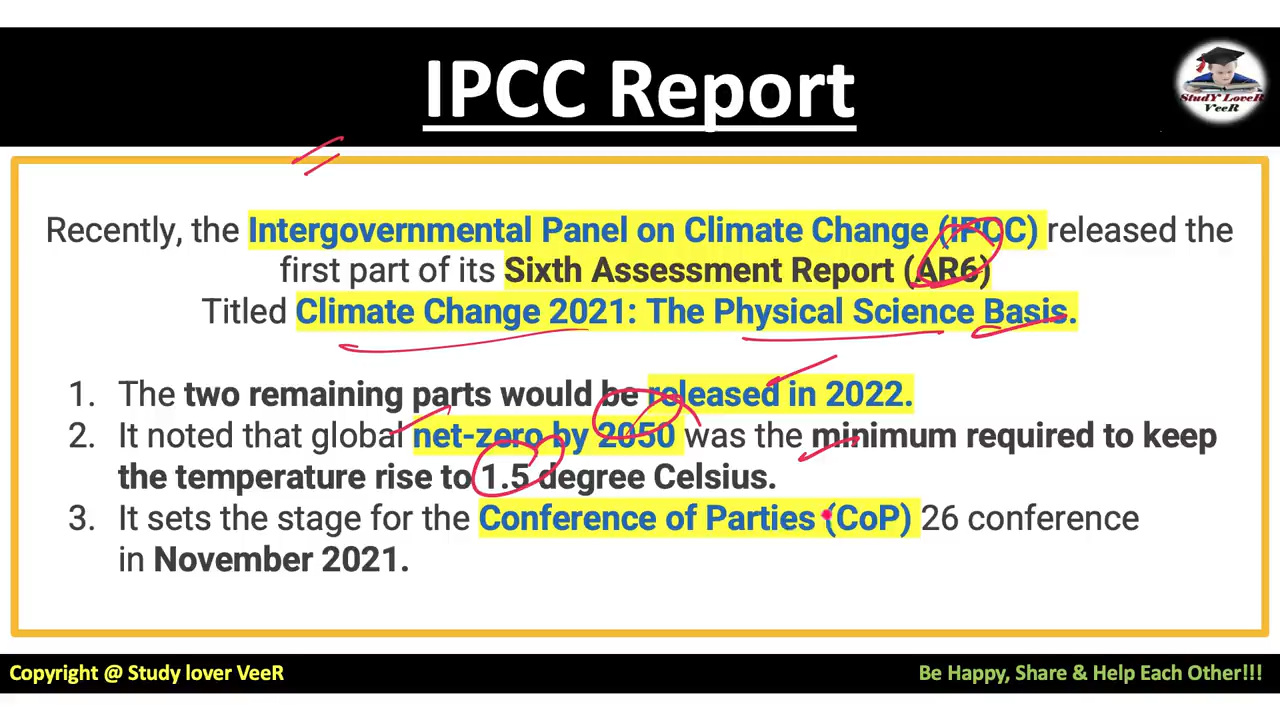 IPCC Report
StudY LoveR
VeeR
Recently, the Intergovernmental Panel on Climate Change (IPCC) released the
first part of its Sixth Assessment Report (AR6)
Titled Climate Change 2021: The Physical Science Basis.
1. The two remaining parts would be released in 2022.
2. It noted that global net-zero by 2050 was the minimum required to keep
the temperature rise to 1.5 degree Celsius.
3. It sets the stage for the Conference of Parties (CoP) 26 conference
in November 2021.
Copyright @ Study lover VeeR
Be Happy, Share & Help Each Other!!!